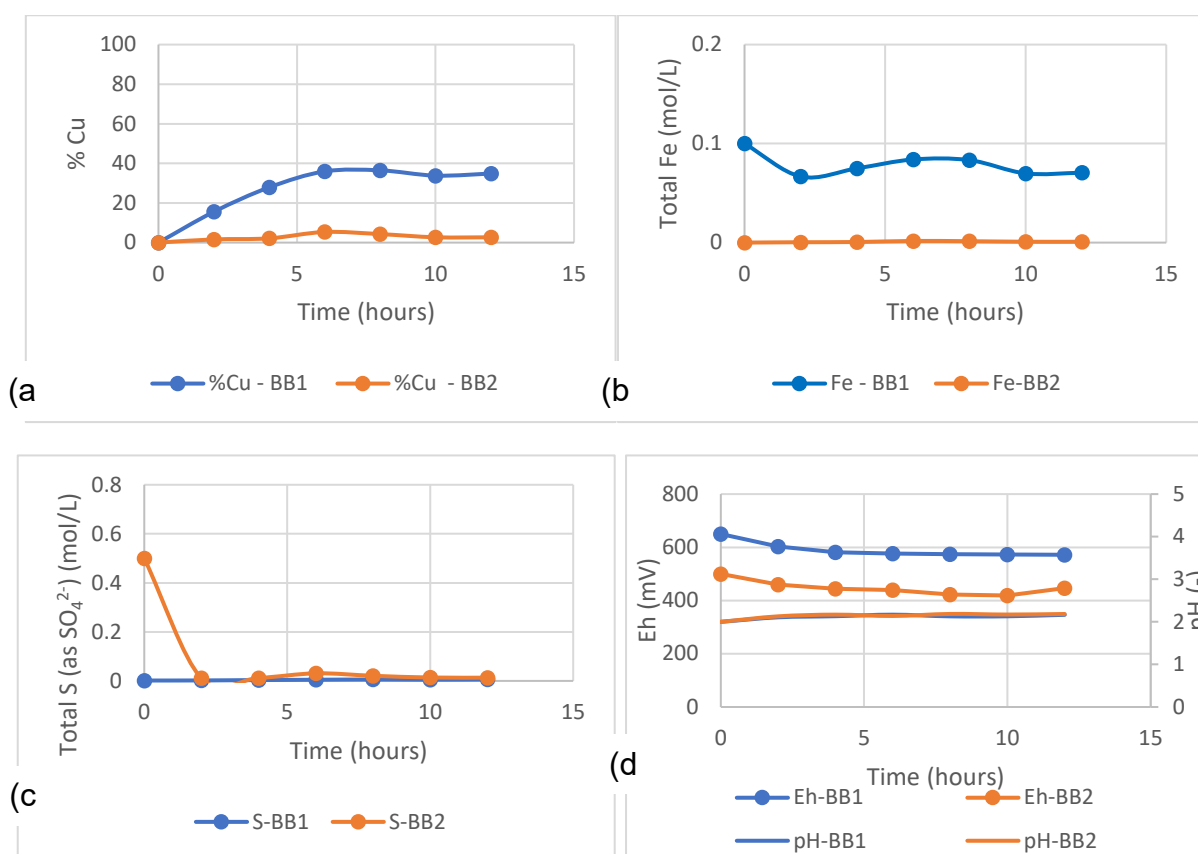 % Cu
100
80
60
40
20
0
0 5 10 15
Time (hours)
%Cu - BB1 %Cu - BB2
(a
Total Fe (mol/L)
0.2
0.1
0
0 5 10 15
Time (hours)
Fe - BB1 Fe-BB2
(b
Total S (as SO₄²⁻) (mol/L)
0.8
0.6
0.4
0.2
0
0 5 10 15
Time (hours)
S-BB1 S-BB2
(c
Eh (mV)
800
600
400
200
0
5
4
3
2
1
0
pH (-)
0 5 10 15
Time (hours)
(d
Eh-BB1 Eh-BB2
pH-BB1 pH-BB2